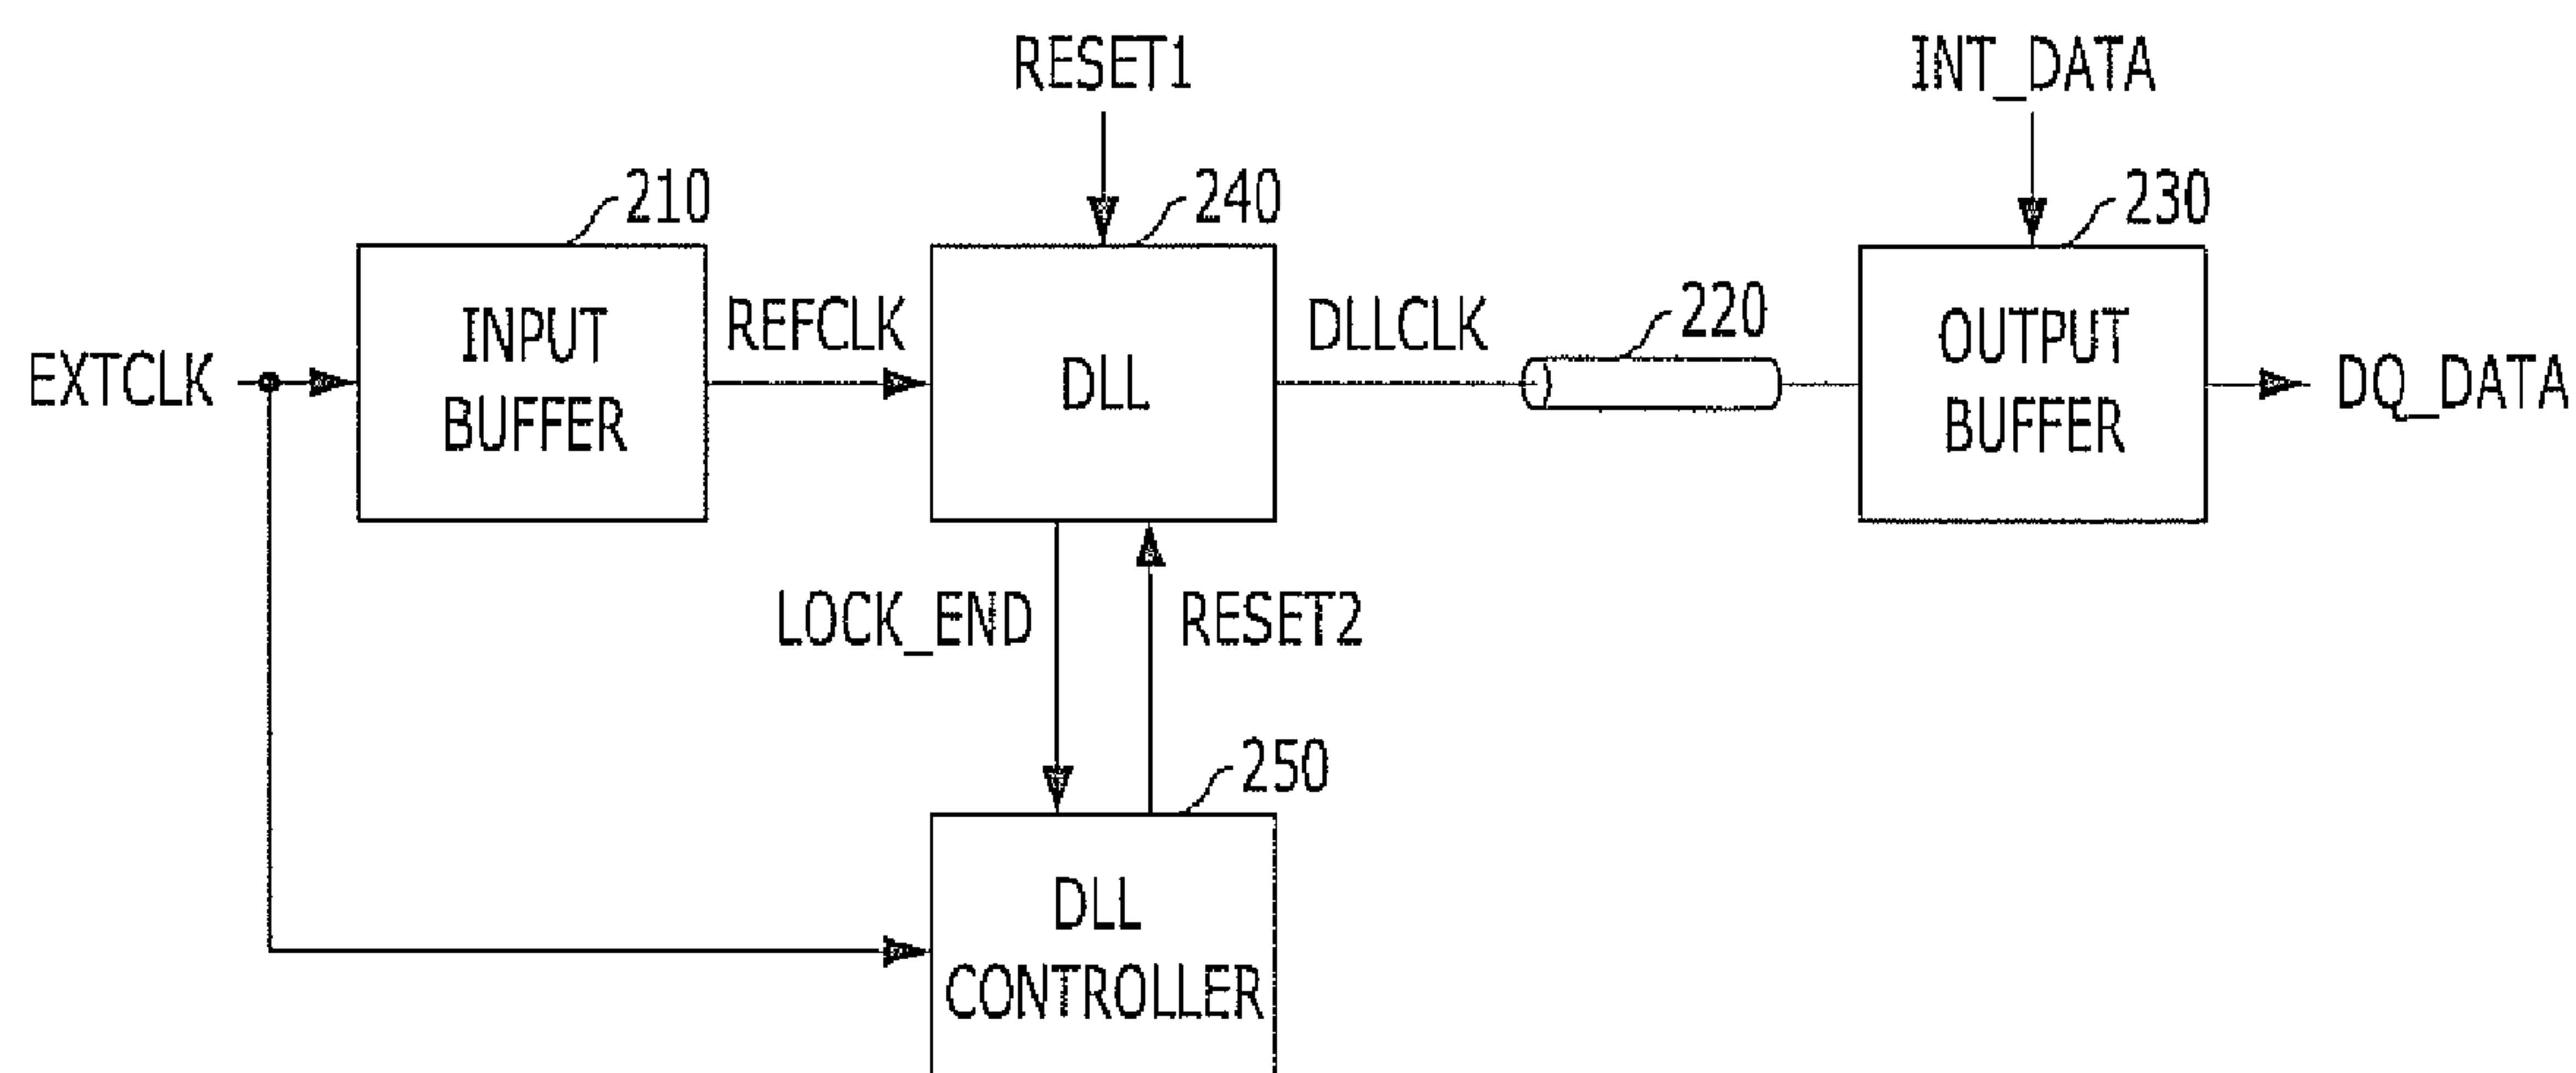 RESET1
INT_DATA
210
240
230
INPUT
BUFFER
REFCLK
DLL
DLLCLK
220
OUTPUT
BUFFER
EXTCLK
DQ_DATA
LOCK_END
RESET2
250
DLL
CONTROLLER